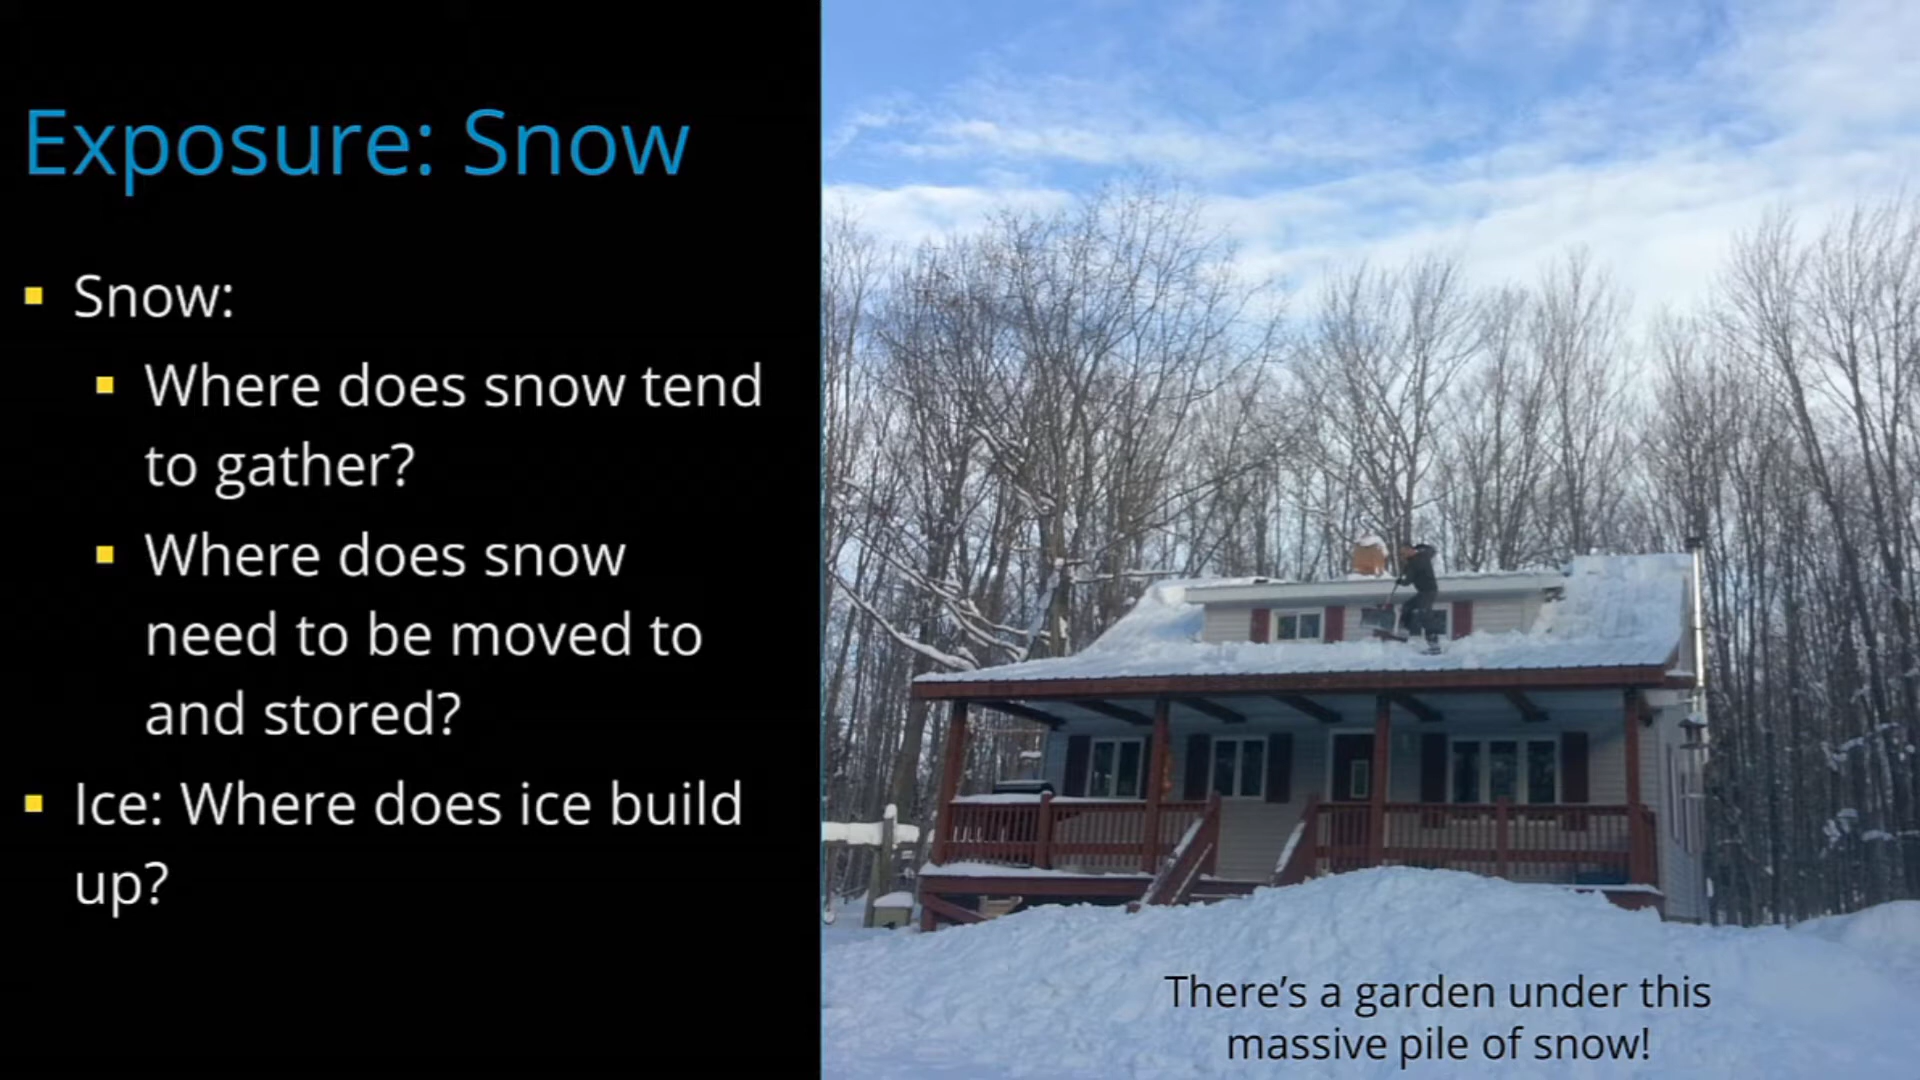 Exposure: Snow
Snow:
Where does snow tend
to gather?
Where does snow
need to be moved to
and stored?
Ice: Where does ice build
up?
There’s a garden under this
massive pile of snow!